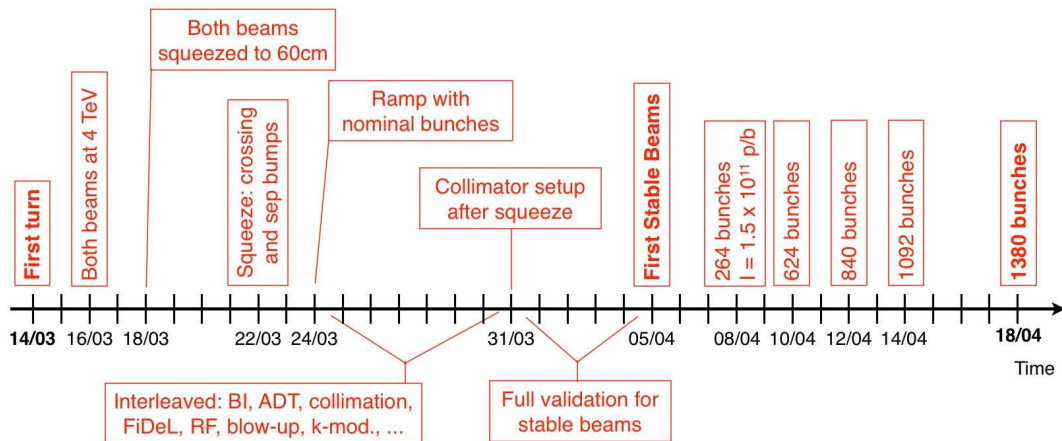 Both beams
squeezed to 60cm
Ramp with
nominal bunches
First turn
Both beams at 4 TeV
Squeeze: crossing
and sep bumps
Collimator setup
after squeeze
First Stable Beams
264 bunches
I = 1.5 x 10¹¹ p/b
624 bunches
840 bunches
1092 bunches
1380 bunches
14/03 16/03 18/03 22/03 24/03 31/03 05/04 08/04 10/04 12/04 14/04 18/04
Time
Interleaved: BI, ADT, collimation,
FiDeL, RF, blow-up, k-mod., ...
Full validation for
stable beams